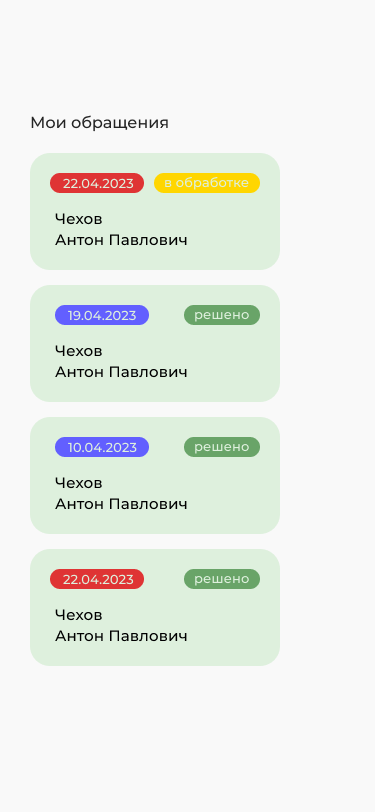 Мои обращения
22.04.2023 в обработке
Чехов
Антон Павлович
19.04.2023 решено
Чехов
Антон Павлович
10.04.2023 решено
Чехов
Антон Павлович
22.04.2023 решено
Чехов
Антон Павлович